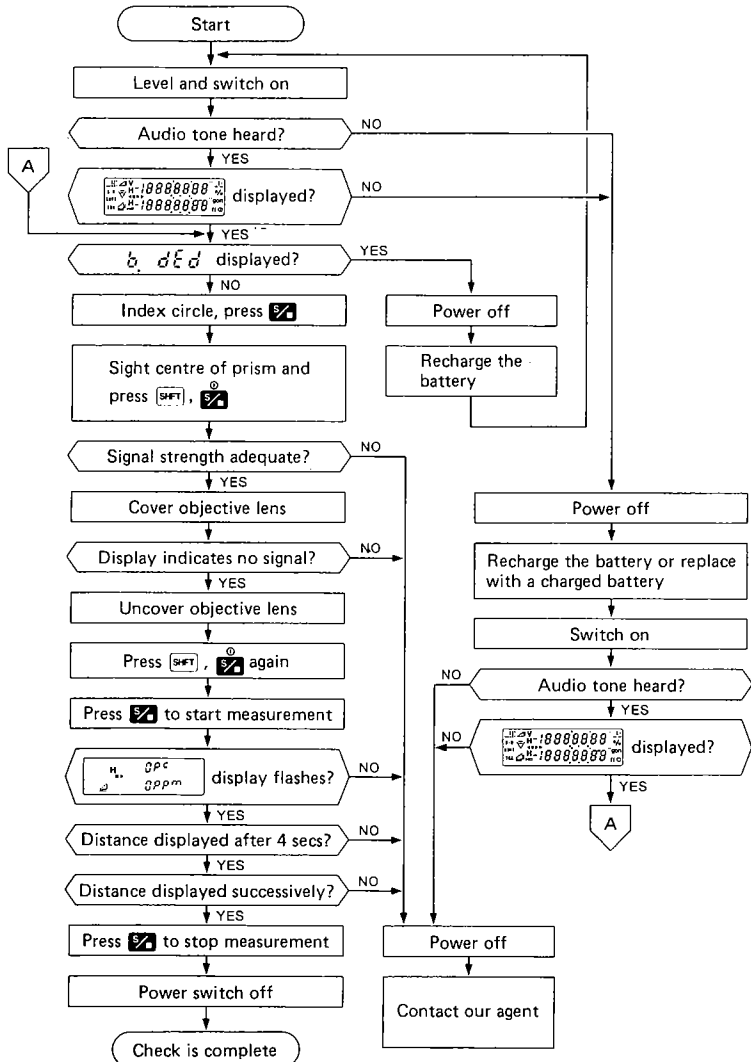 Start
Level and switch on
Audio tone heard?
NO
YES
A
displayed?
NO
YES
b. dEd displayed?
YES
NO
Power off
Recharge the
battery
Index circle, press S/■
Sight centre of prism and
press SHFT, S/■
Signal strength adequate?
NO
YES
Cover objective lens
Display indicates no signal?
NO
YES
Uncover objective lens
Press SHFT, S/■ again
Press S/■ to start measurement
H 0PC
0ppm
display flashes?
NO
YES
Distance displayed after 4 secs?
NO
YES
Distance displayed successively?
NO
YES
Press S/■ to stop measurement
Power switch off
Check is complete
Power off
Recharge the battery or replace
with a charged battery
Switch on
Audio tone heard?
NO
YES
displayed?
NO
YES
A
Power off
Contact our agent